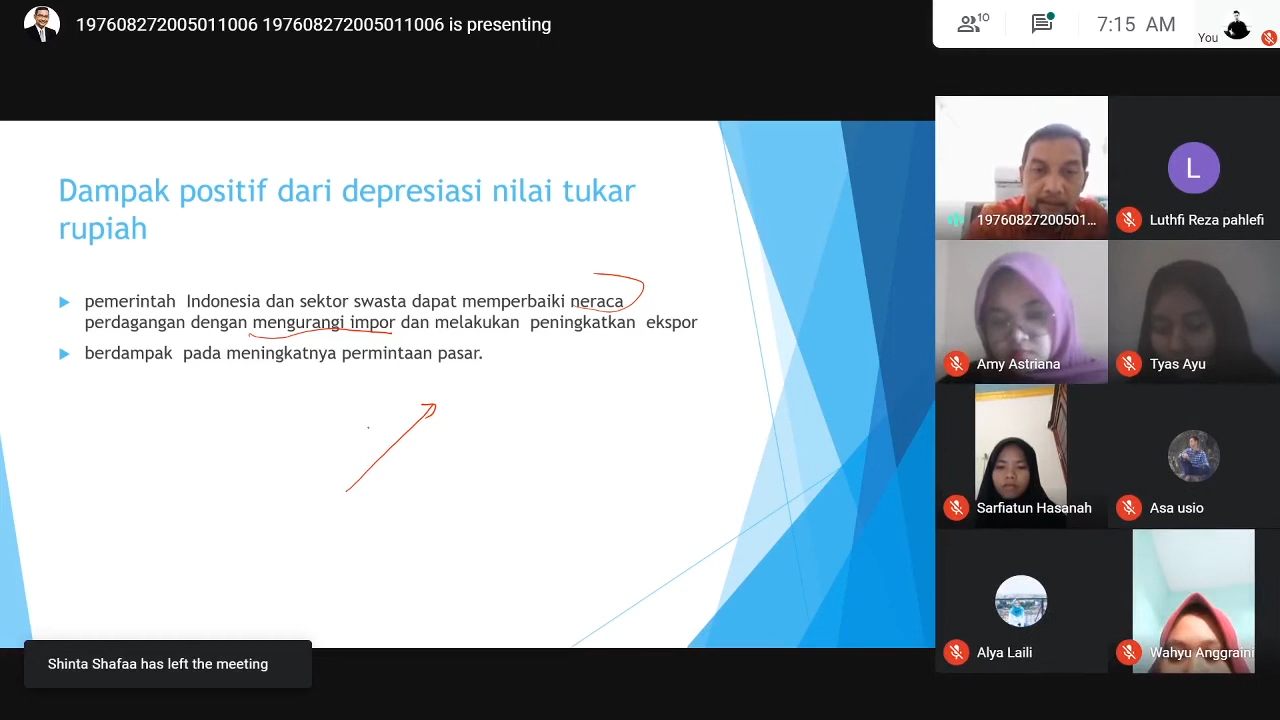 197608272005011006 197608272005011006 is presenting
10
7:15 AM
You
Dampak positif dari depresiasi nilai tukar
rupiah
pemerintah Indonesia dan sektor swasta dapat memperbaiki neraca
perdagangan dengan mengurangi impor dan melakukan peningkatkan ekspor
berdampak pada meningkatnya permintaan pasar.
19760827200501...
L
Luthfi Reza pahlefi
Amy Astriana
Tyas Ayu
Sarfiatun Hasanah
Asa usio
Alya Laili
Wahyu Anggraini
Shinta Shafaa has left the meeting